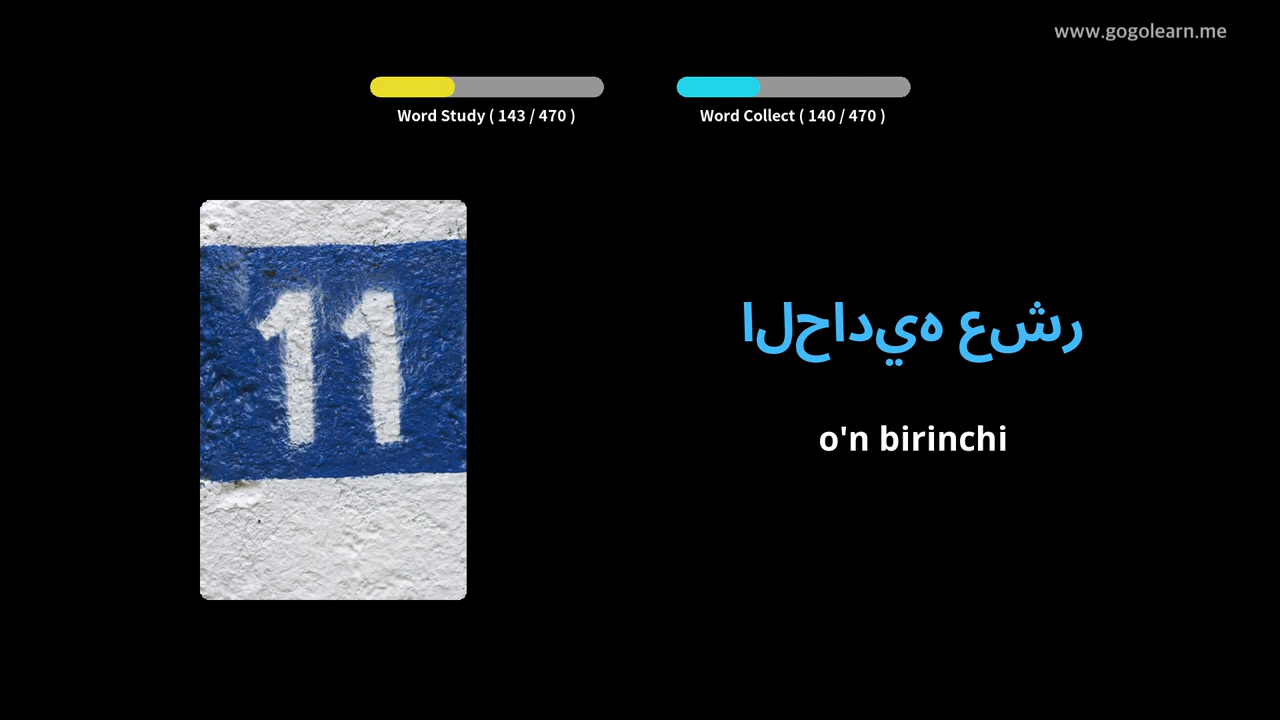 www.gogolearn.me
Word Study ( 143 / 470 )
Word Collect ( 140 / 470 )
11
الحاديه عشر
o'n birinchi